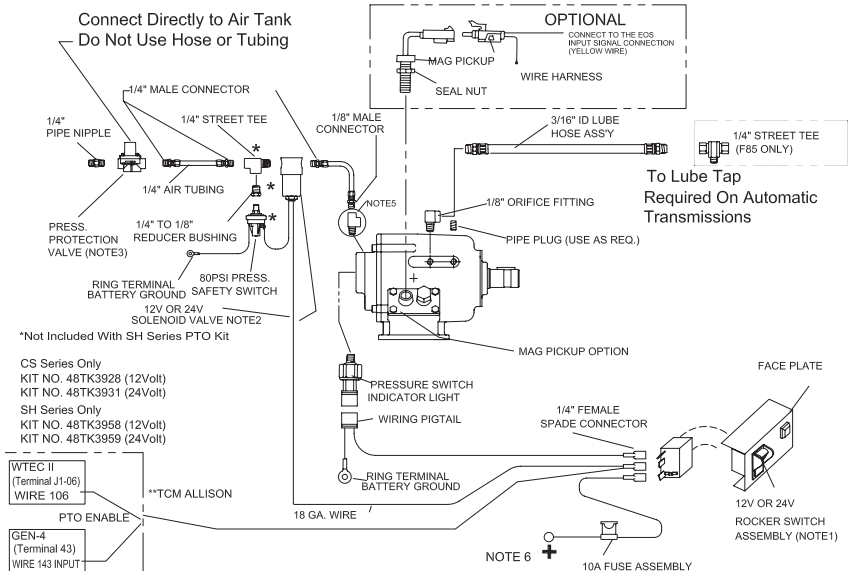 Connect Directly to Air Tank
Do Not Use Hose or Tubing
OPTIONAL
CONNECT TO THE EOS
INPUT SIGNAL CONNECTION
(YELLOW WIRE)
MAG PICKUP
WIRE HARNESS
SEAL NUT
1/4" MALE CONNECTOR
1/4"
PIPE NIPPLE
1/4" STREET TEE
*
1/8" MALE
CONNECTOR
3/16" ID LUBE
HOSE ASS'Y
1/4" STREET TEE
(F85 ONLY)
To Lube Tap
Required On Automatic
Transmissions
1/4" AIR TUBING
*
NOTE5
1/8" ORIFICE FITTING
PRESS.
PROTECTION
VALVE (NOTE3)
1/4" TO 1/8"
REDUCER BUSHING
*
PIPE PLUG (USE AS REQ.)
RING TERMINAL
BATTERY GROUND
80PSI PRESS.
SAFETY SWITCH
12V OR 24V
SOLENOID VALVE NOTE2
*Not Included With SH Series PTO Kit
MAG PICKUP OPTION
CS Series Only
KIT NO. 48TK3928 (12Volt)
KIT NO. 48TK3931 (24Volt)
SH Series Only
KIT NO. 48TK3958 (12Volt)
KIT NO. 48TK3959 (24Volt)
FACE PLATE
PRESSURE SWITCH
INDICATOR LIGHT
WIRING PIGTAIL
1/4" FEMALE
SPADE CONNECTOR
WTEC II
(Terminal J1-06)
WIRE 106
**TCM ALLISON
RING TERMINAL
BATTERY GROUND
PTO ENABLE
18 GA. WIRE
12V OR 24V
ROCKER SWITCH
ASSEMBLY (NOTE1)
GEN-4
(Terminal 43)
WIRE 143 INPUT
NOTE 6 +
10A FUSE ASSEMBLY